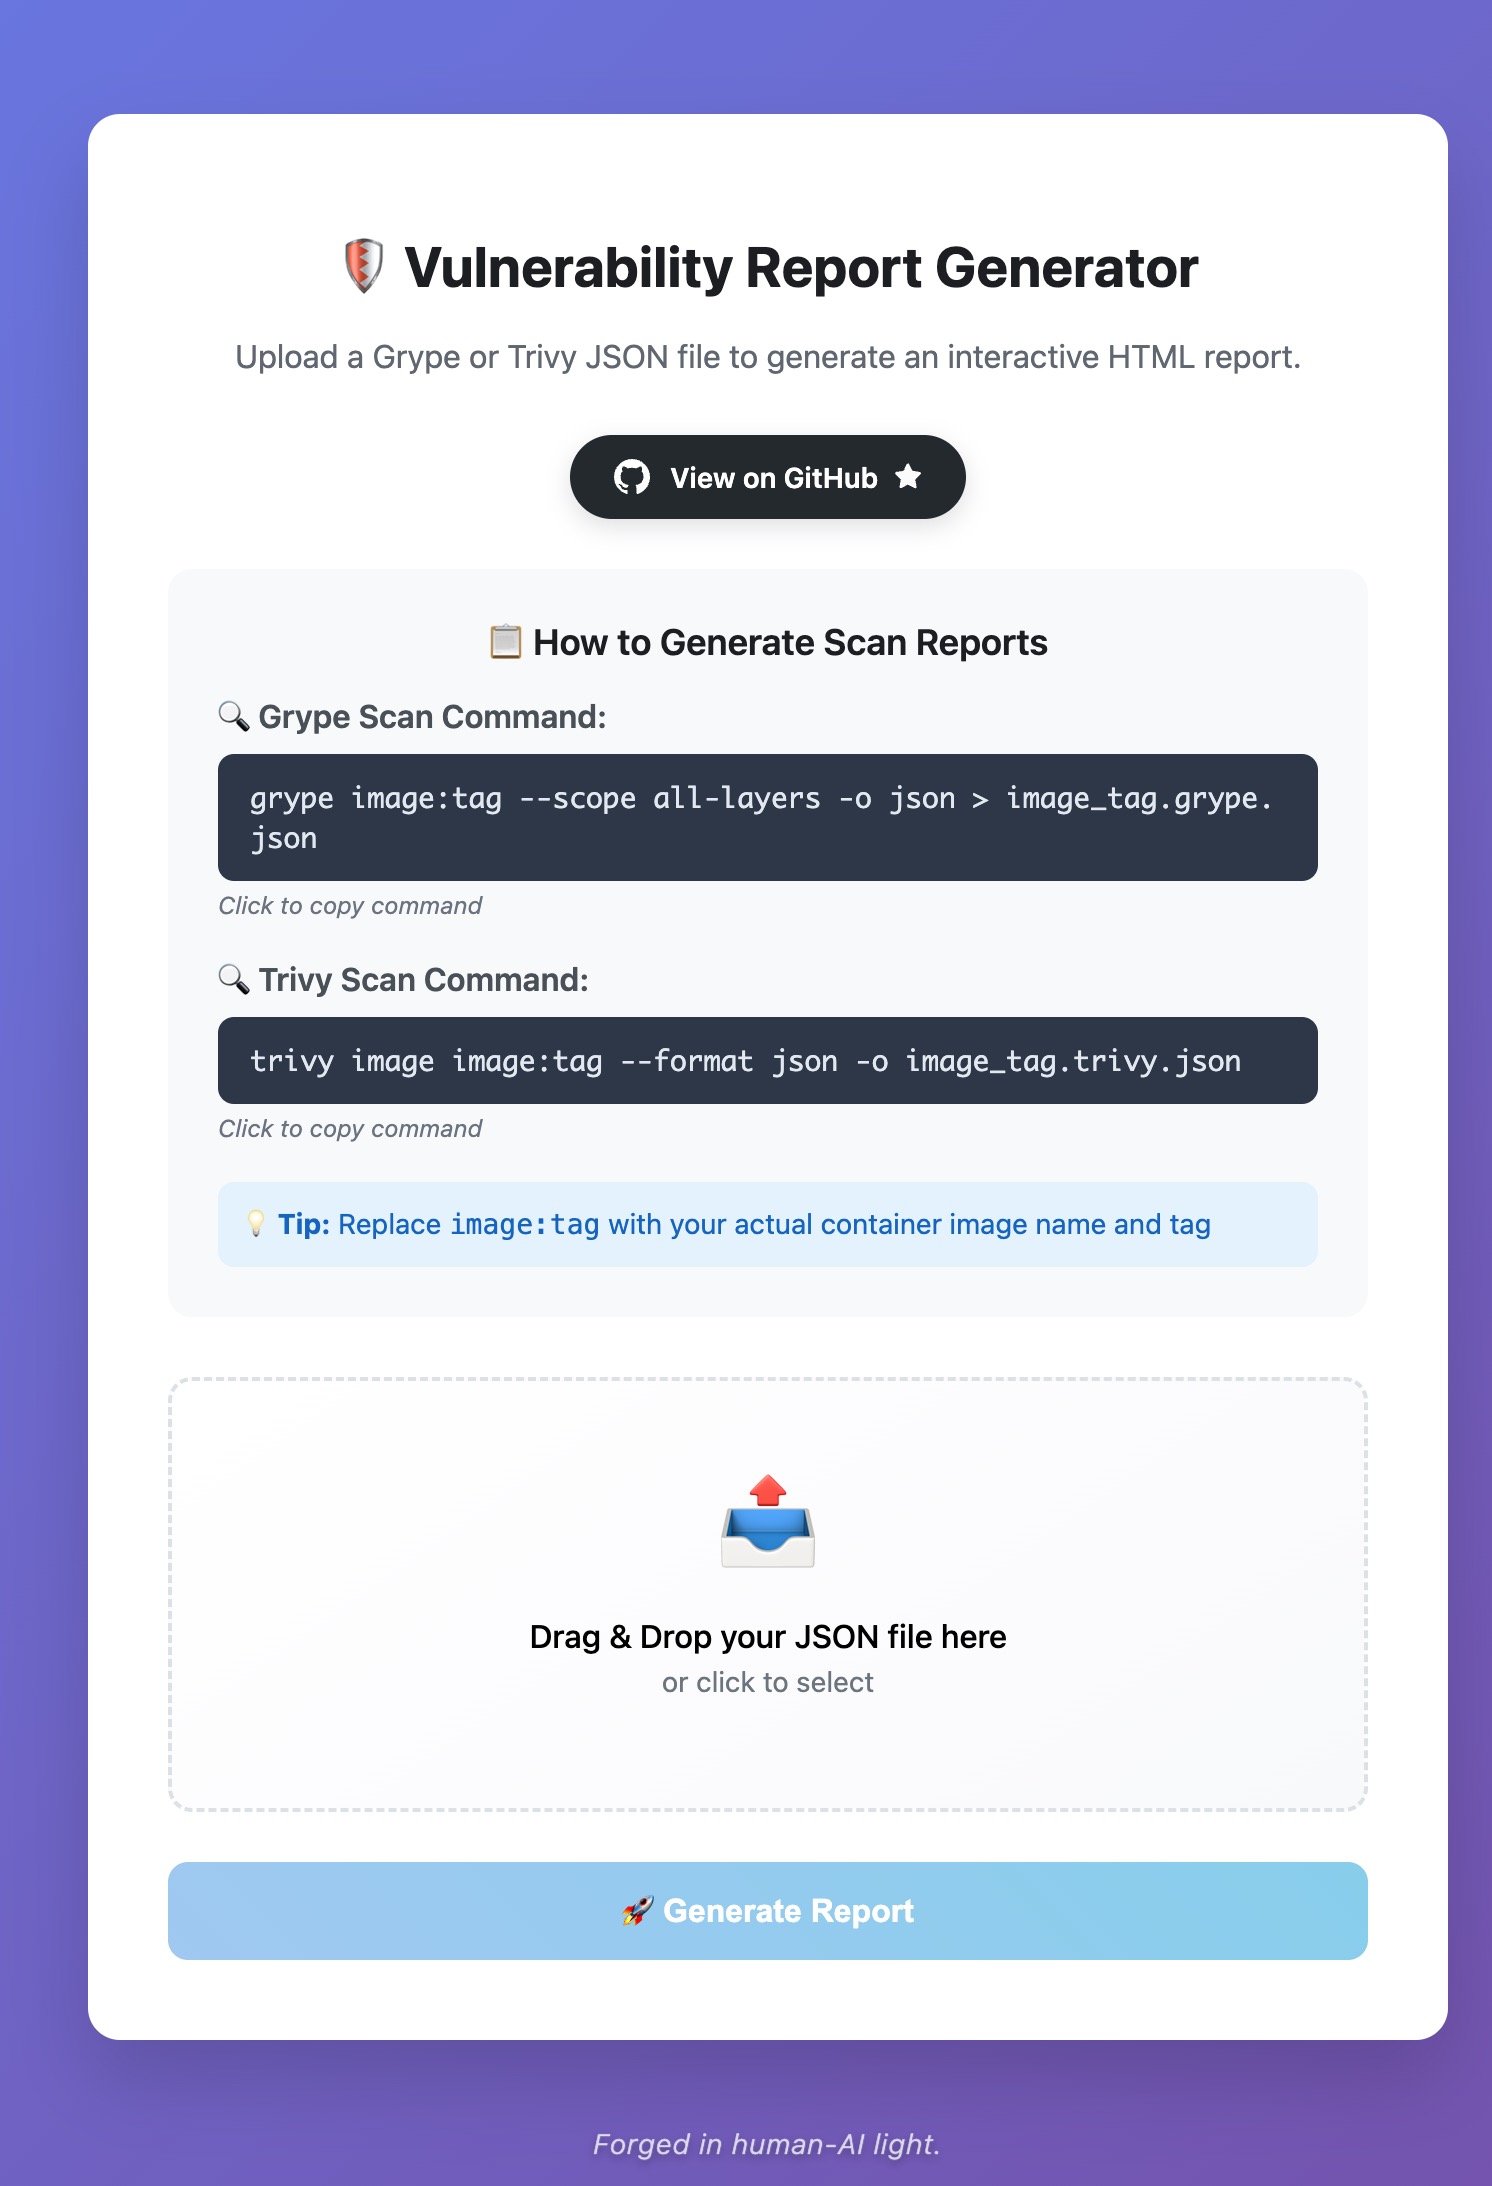 Vulnerability Report Generator
Upload a Grype or Trivy JSON file to generate an interactive HTML report.
View on GitHub
How to Generate Scan Reports
Grype Scan Command:
grype image:tag --scope all-layers -o json > image_tag.grype.
json
Click to copy command
Trivy Scan Command:
trivy image image:tag --format json -o image_tag.trivy.json
Click to copy command
Tip: Replace image:tag with your actual container image name and tag
Drag & Drop your JSON file here
or click to select
Generate Report
Forged in human-AI light.